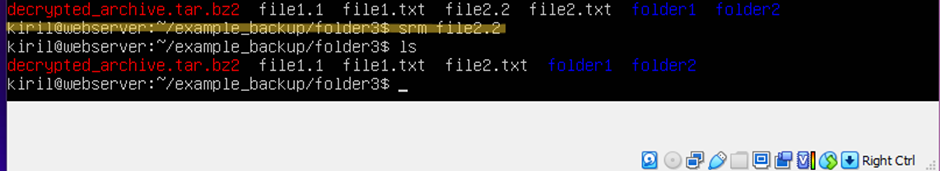 decrypted_archive.tar.bz2 file1.1 file1.txt file2.2 file2.txt folder1 folder2
kiril@webserver:~/example_backup/folder3$ srm file2.2
kiril@webserver:~/example_backup/folder3$ ls
decrypted_archive.tar.bz2 file1.1 file1.txt file2.txt folder1 folder2
kiril@webserver:~/example_backup/folder3$ _
Right Ctrl